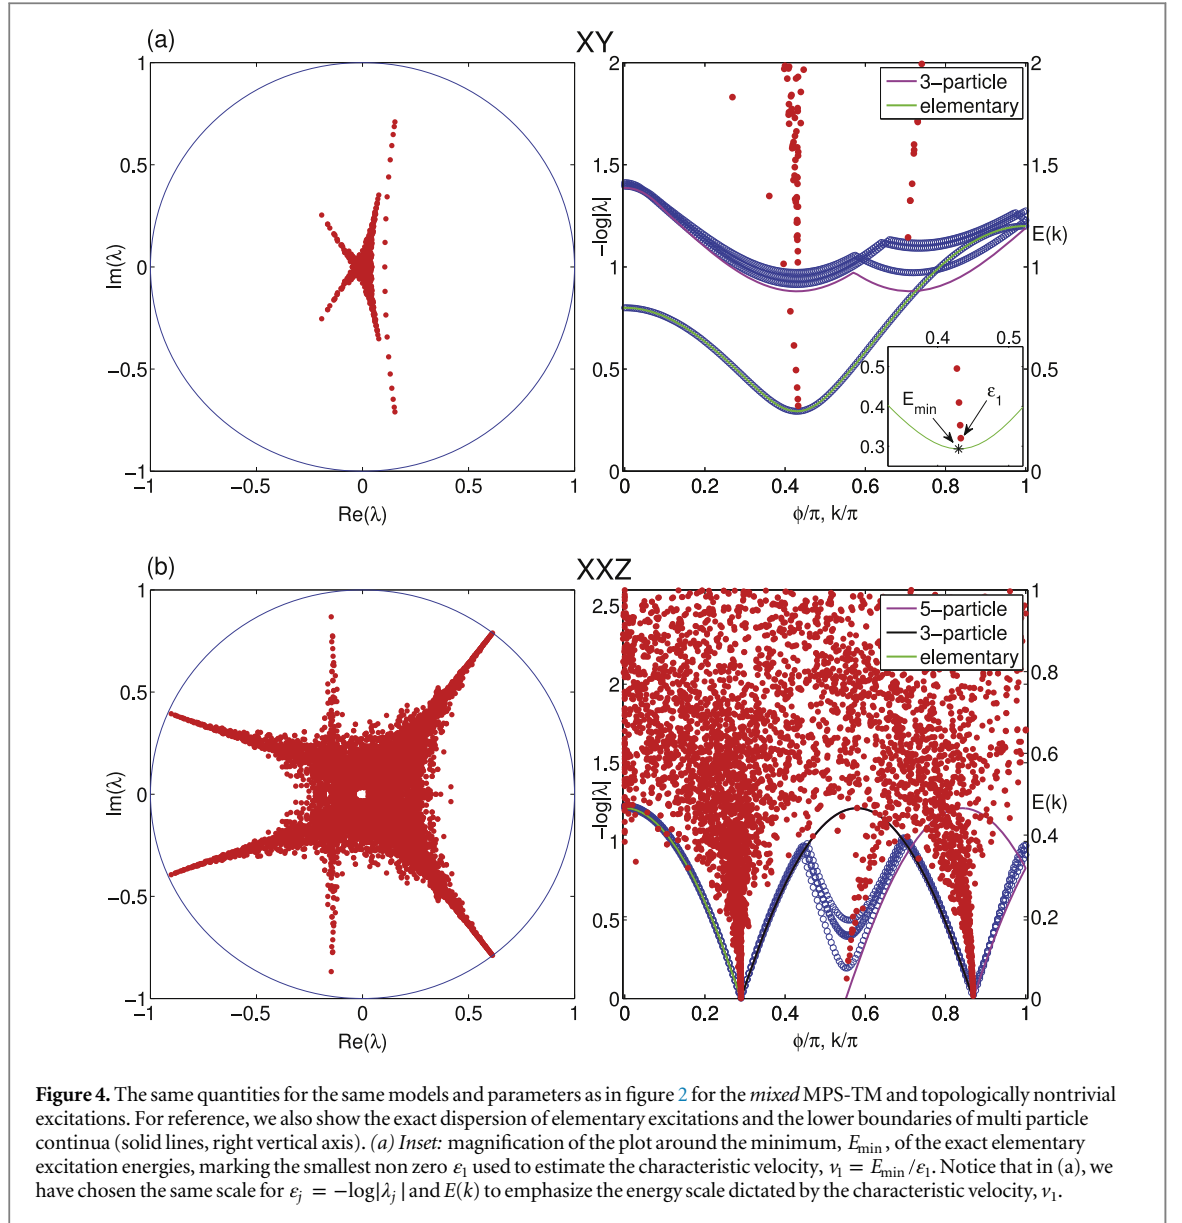 (a)
XY
1
0.5
0
−0.5
−1
Im(λ)
−1
−0.5
0
0.5
1
Re(λ)
2
1.5
1
0.5
0
−log|λ|
2
1.5
1
0.5
0
E(k)
3−particle
elementary
0.4
0.5
0.5
0.4
0.3
E_min
ε_1
0
0.2
0.4
0.6
0.8
1
ϕ/π, k/π
(b)
XXZ
1
0.5
0
−0.5
−1
Im(λ)
−1
−0.5
0
0.5
1
Re(λ)
2.5
2
1.5
1
0.5
0
−log|λ|
1
0.8
0.6
0.4
0.2
0
E(k)
5−particle
3−particle
elementary
0
0.2
0.4
0.6
0.8
1
ϕ/π, k/π
Figure 4. The same quantities for the same models and parameters as in figure 2 for the mixed MPS-TM and topologically nontrivial
excitations. For reference, we also show the exact dispersion of elementary excitations and the lower boundaries of multi particle
continua (solid lines, right vertical axis). (a) Inset: magnification of the plot around the minimum, E_min, of the exact elementary
excitation energies, marking the smallest non zero ε_1 used to estimate the characteristic velocity, ν_1 = E_min/ε_1. Notice that in (a), we
have chosen the same scale for ε_j = −log|λ_j| and E(k) to emphasize the energy scale dictated by the characteristic velocity, ν_1.